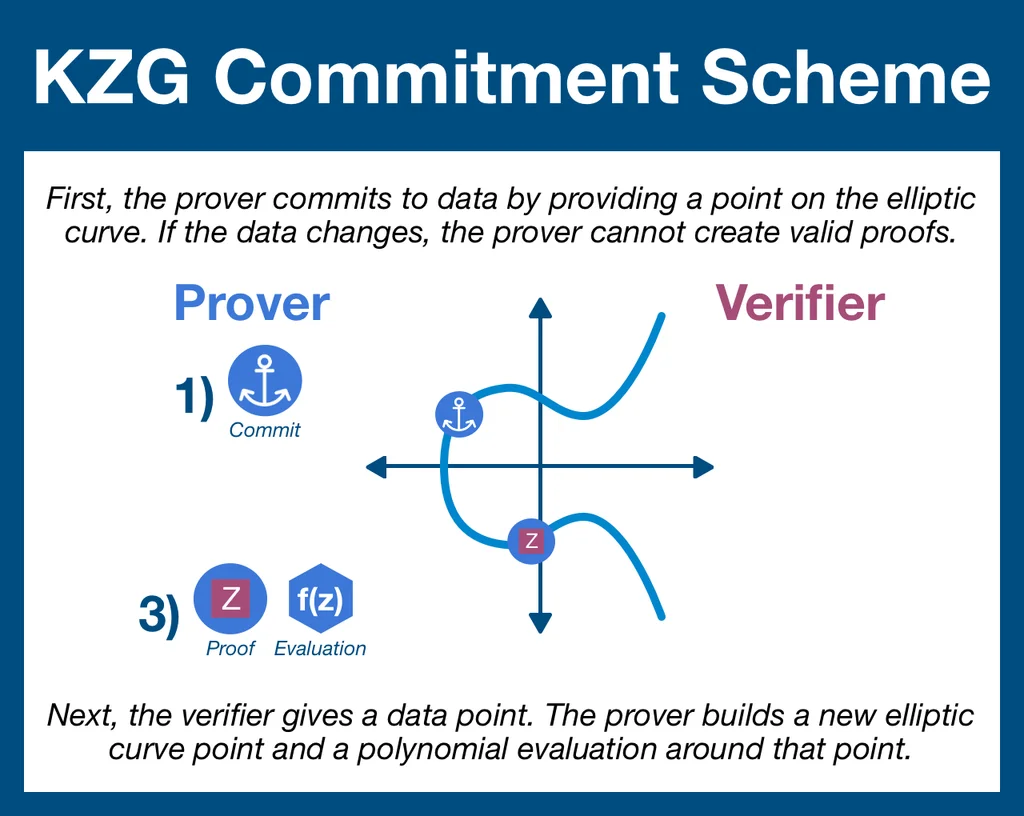 KZG Commitment Scheme
First, the prover commits to data by providing a point on the elliptic
curve. If the data changes, the prover cannot create valid proofs.
Prover
Verifier
1)
Commit
Z
3)
Z
f(z)
Proof
Evaluation
Next, the verifier gives a data point. The prover builds a new elliptic
curve point and a polynomial evaluation around that point.